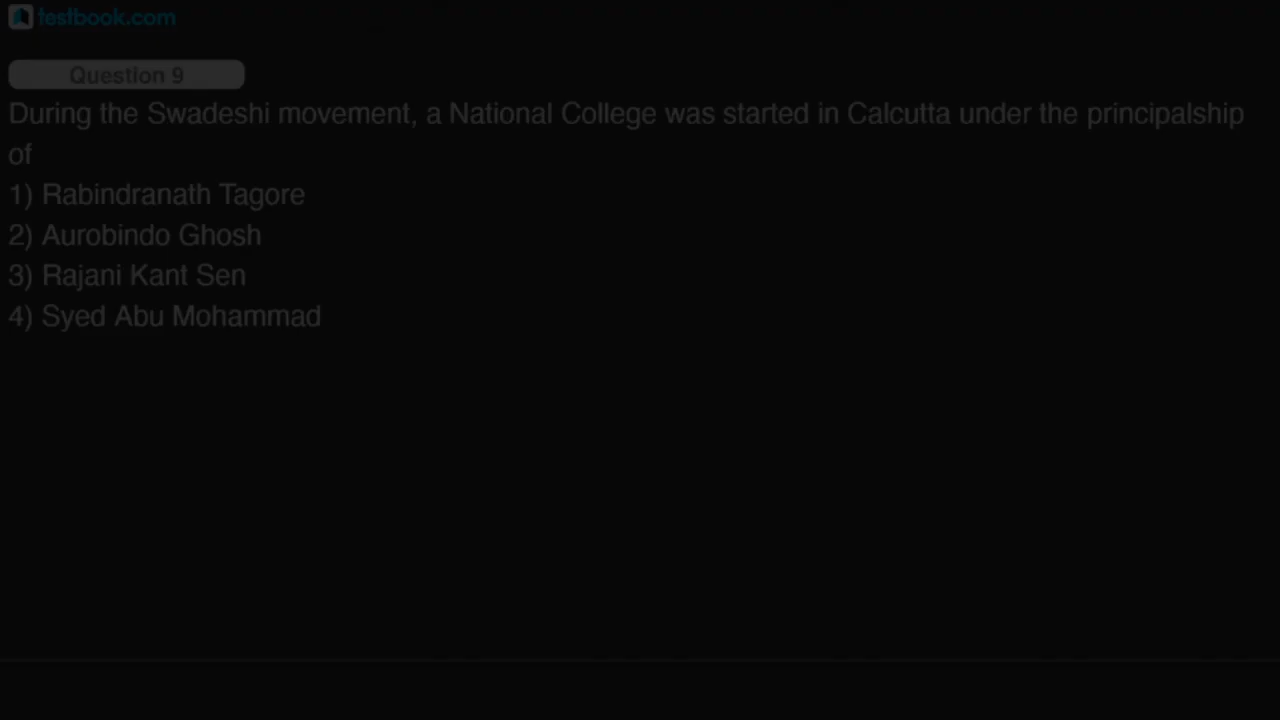 testbook.com
Question 9
During the Swadeshi movement, a National College was started in Calcutta under the principalship
of
1) Rabindranath Tagore
2) Aurobindo Ghosh
3) Rajani Kant Sen
4) Syed Abu Mohammad